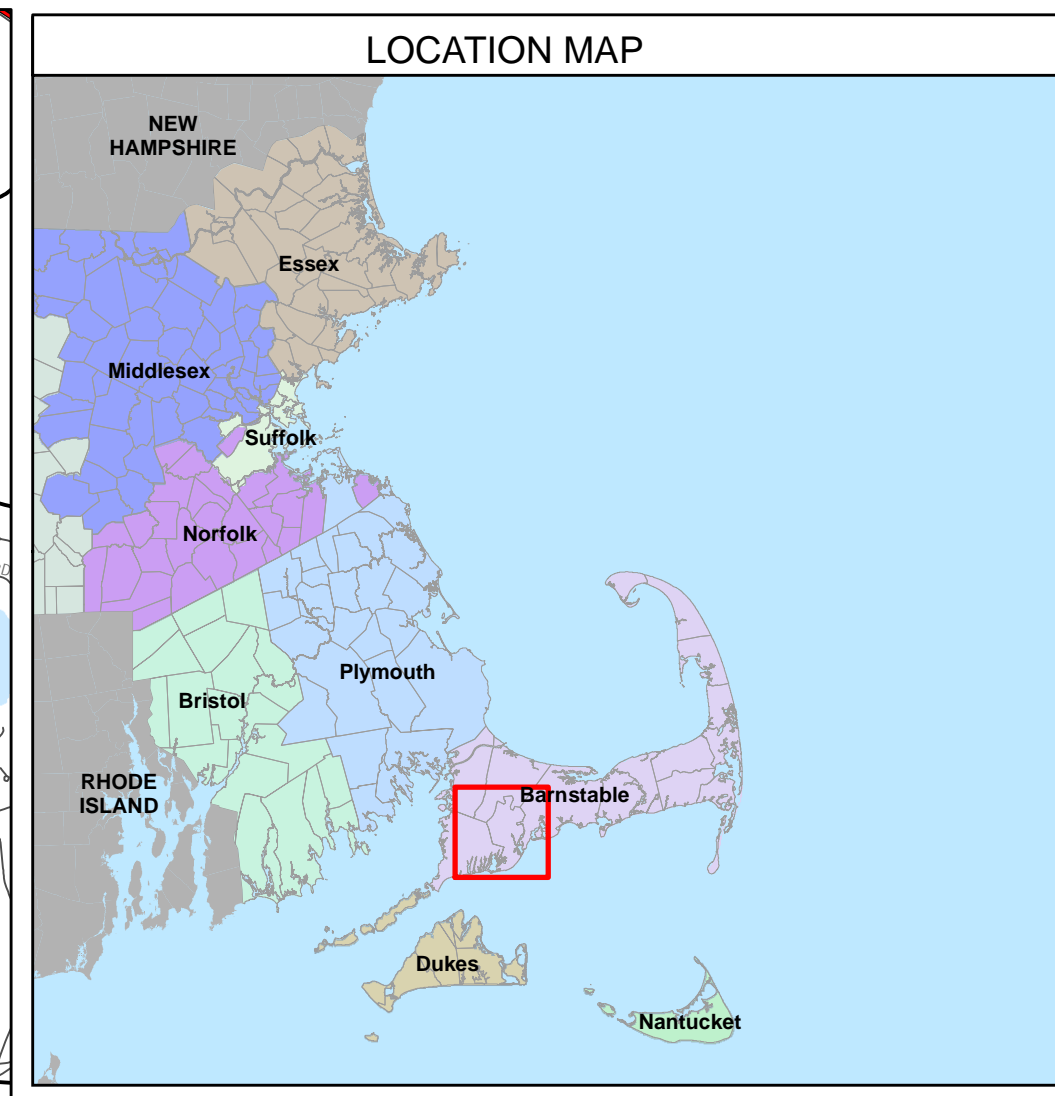 LOCATION MAP
NEW
HAMPSHIRE
Essex
Middlesex
Suffolk
Norfolk
Plymouth
Bristol
RHODE
ISLAND
Barnstable
Dukes
Nantucket